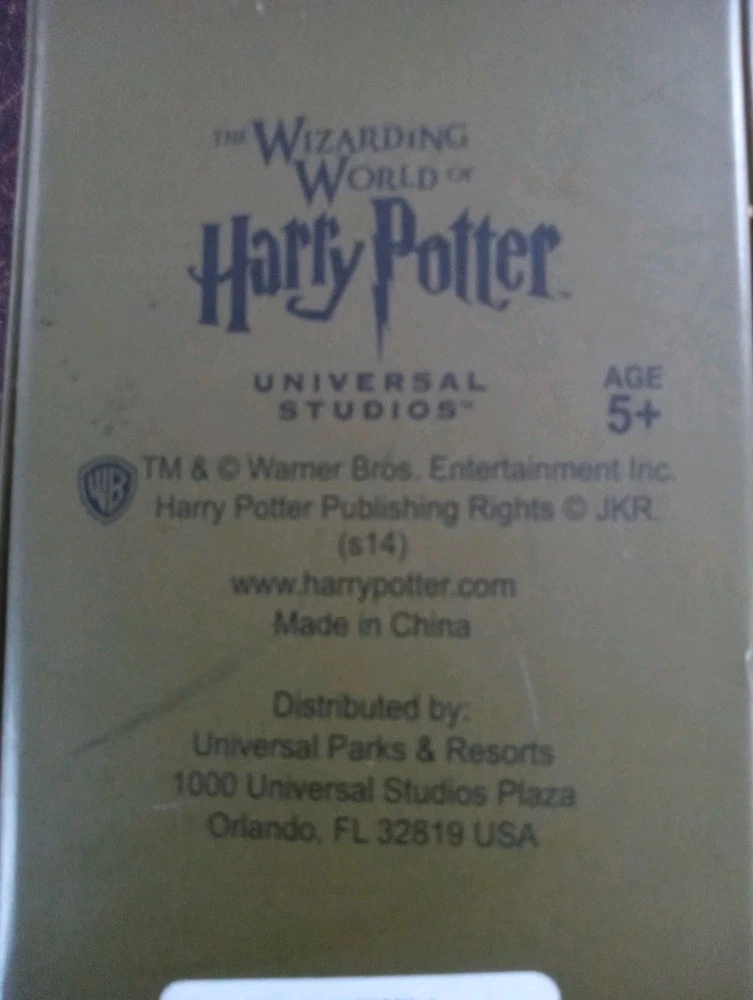 THE WIZARDING
WORLD OF
Harry Potter™
UNIVERSAL
STUDIOS™
AGE
5+
WB
TM & © Warner Bros. Entertainment Inc.
Harry Potter Publishing Rights © JKR.
(s14)
www.harrypotter.com
Made in China
Distributed by:
Universal Parks & Resorts
1000 Universal Studios Plaza
Orlando, FL 32819 USA